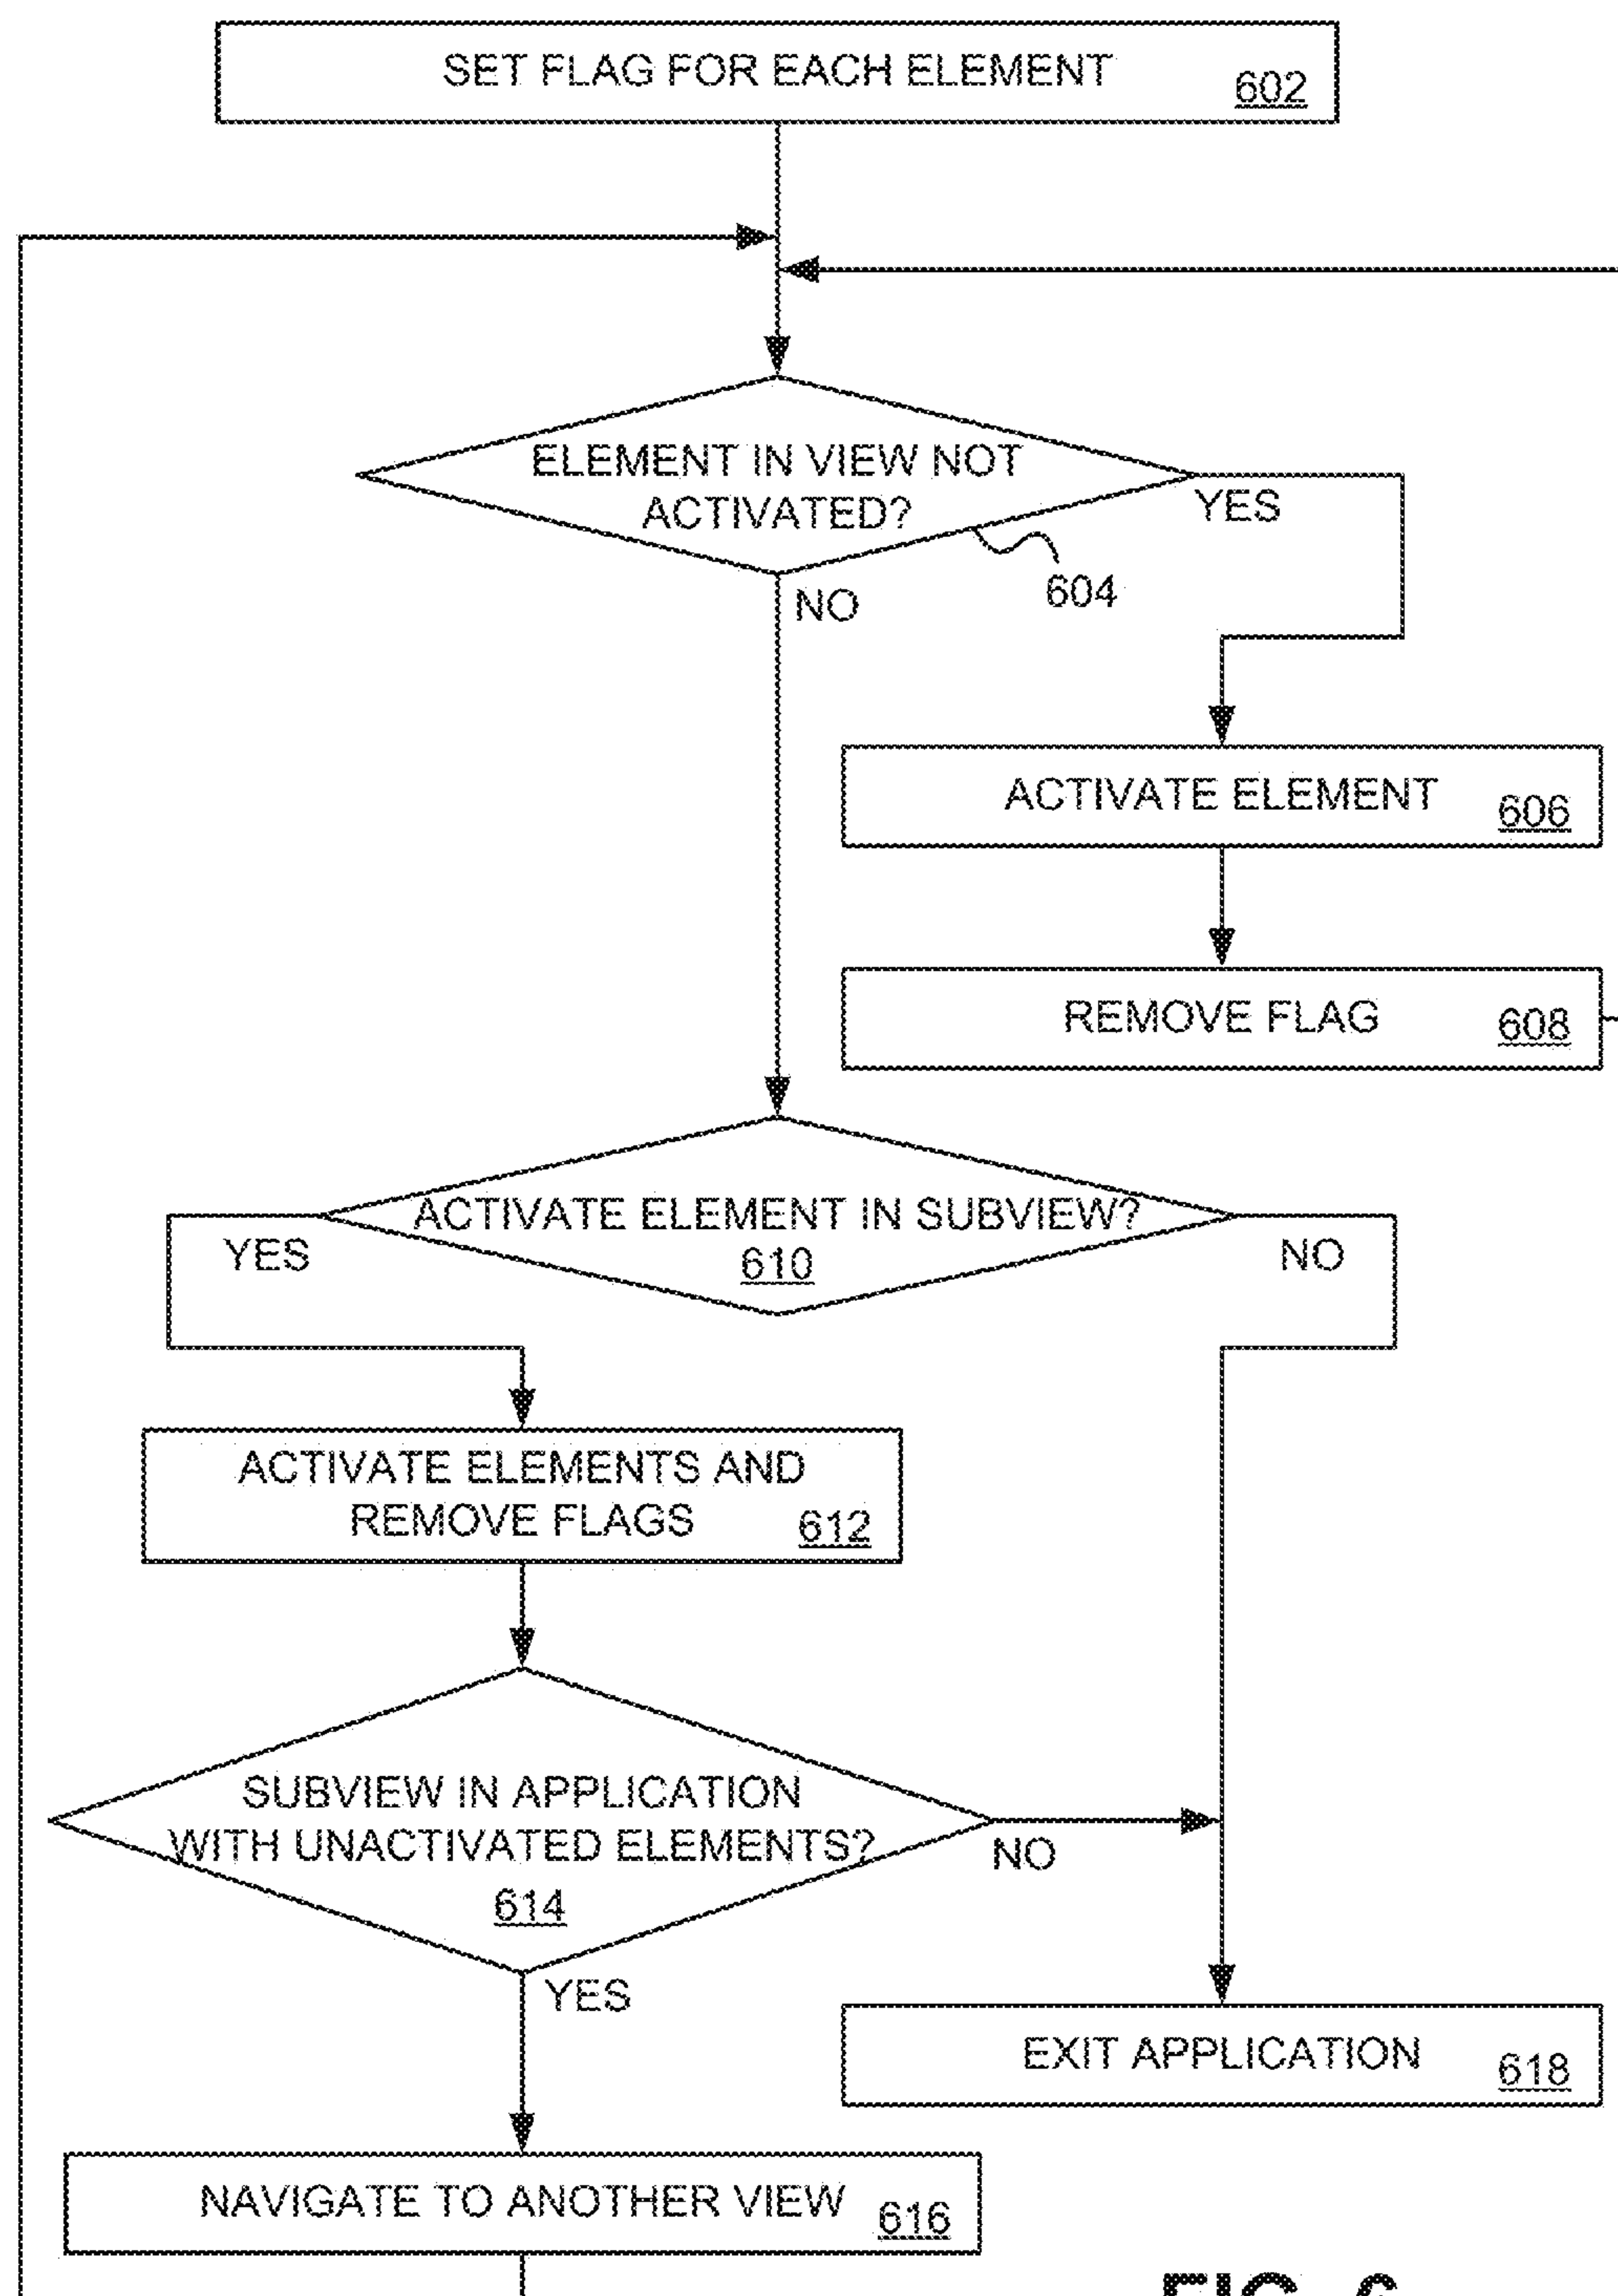 SET FLAG FOR EACH ELEMENT
602
ELEMENT IN VIEW NOT
ACTIVATED?
YES
604
NO
ACTIVATE ELEMENT
606
REMOVE FLAG
608
ACTIVATE ELEMENT IN SUBVIEW?
610
YES
NO
ACTIVATE ELEMENTS AND
REMOVE FLAGS
612
SUBVIEW IN APPLICATION
WITH UNACTIVATED ELEMENTS?
614
NO
YES
EXIT APPLICATION
618
NAVIGATE TO ANOTHER VIEW
616
FIG. 6